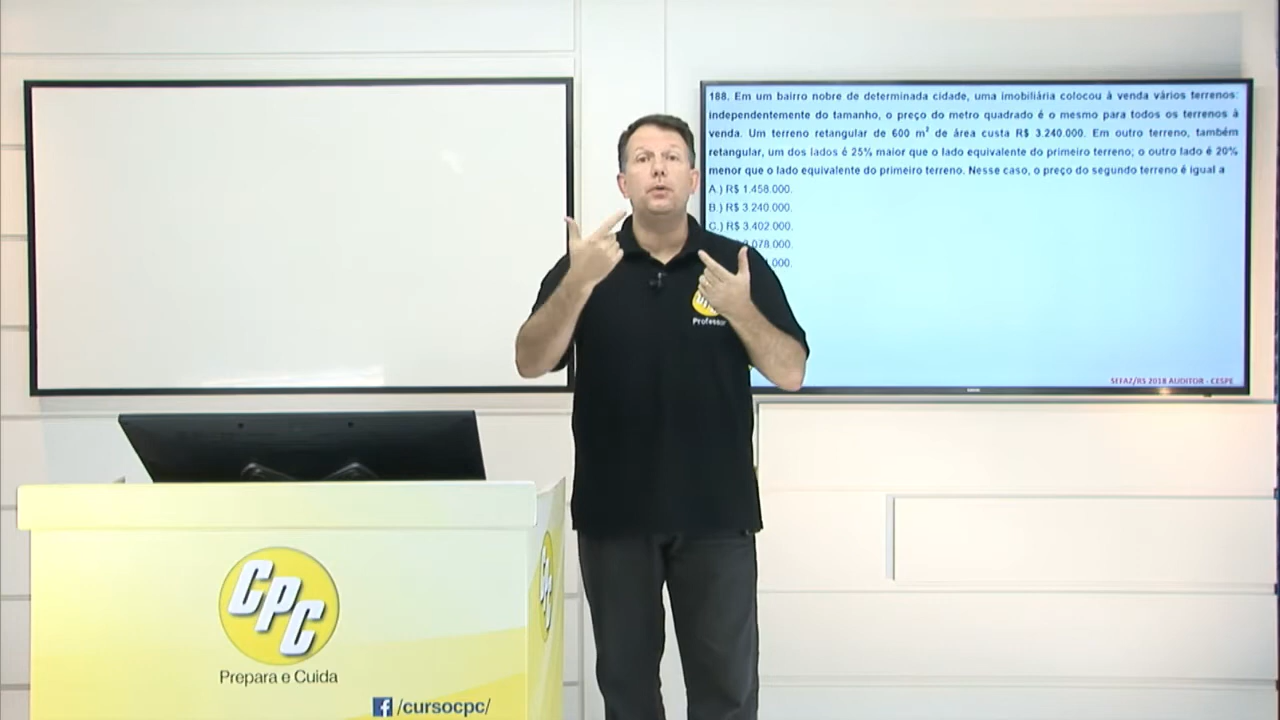 188. Em um bairro nobre de determinada cidade, uma imobiliária colocou à venda vários terrenos:
independentemente do tamanho, o preço do metro quadrado é o mesmo para todos os terrenos à
venda. Um terreno retangular de 600 m² de área custa R$ 3.240.000. Em outro terreno, também
retangular, um dos lados é 25% maior que o lado equivalente do primeiro terreno; o outro lado é 20%
menor que o lado equivalente do primeiro terreno. Nesse caso, o preço do segundo terreno é igual a
A.) R$ 1.458.000.
B.) R$ 3.240.000.
C.) R$ 3.402.000.
.078.000.
.000.
Professor
SEFAZ/RS 2018 AUDITOR - CESPE
CPC
Prepara e Cuida
f /cursocpc/
CPC